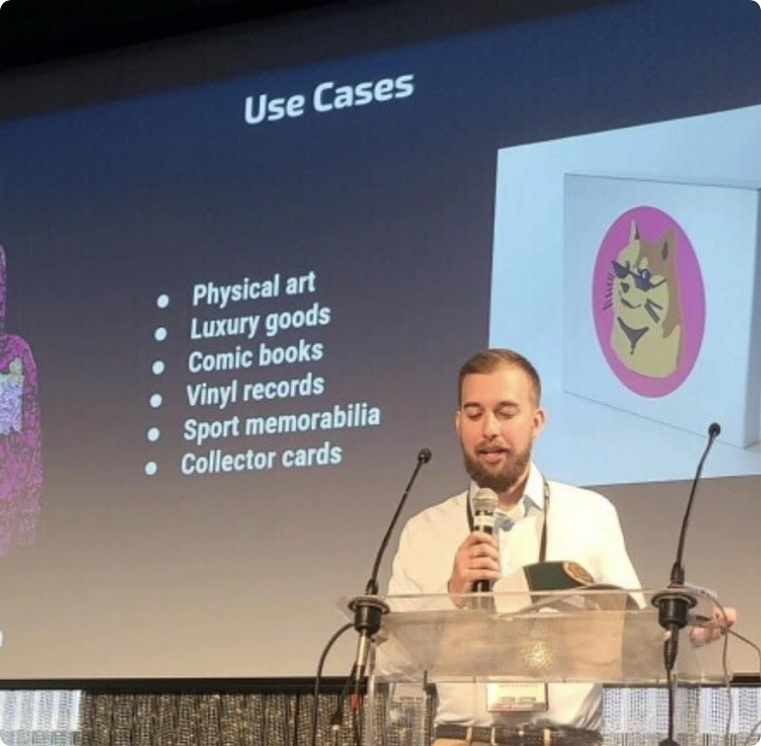 Use Cases
● Physical art
● Luxury goods
● Comic books
● Vinyl records
● Sport memorabilia
● Collector cards